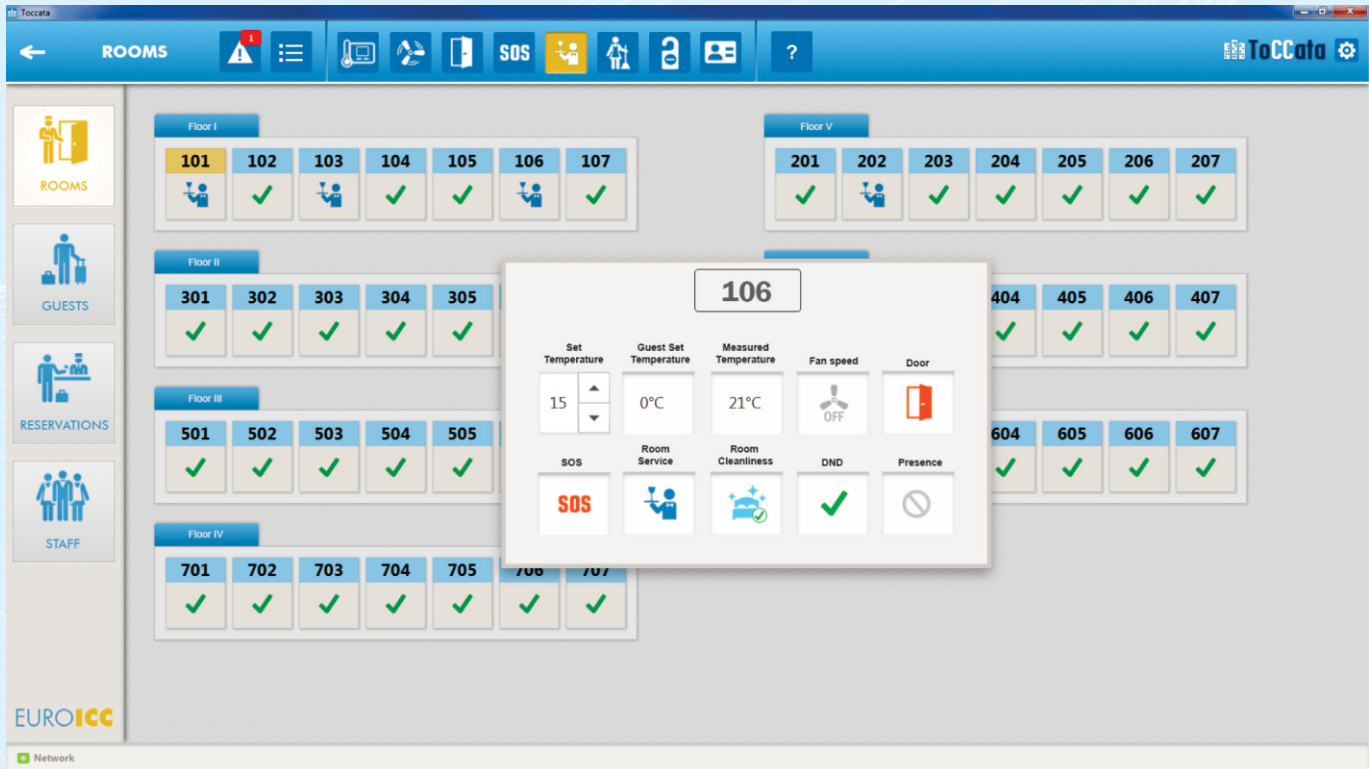 Toccata
ROOMS
1
SOS
?
ToCCata
ROOMS
GUESTS
RESERVATIONS
STAFF
EUROICC
Floor I
101 102 103 104 105 106 107
Floor V
201 202 203 204 205 206 207
Floor II
301 302 303 304 305
404 405 406 407
Floor III
501 502 503 504 505
604 605 606 607
Floor IV
701 702 703 704 705 706 707
106
Set Temperature
Guest Set Temperature
Measured Temperature
Fan speed
Door
15
0°C
21°C
OFF
SOS
Room Service
Room Cleanliness
DND
Presence
SOS
Network